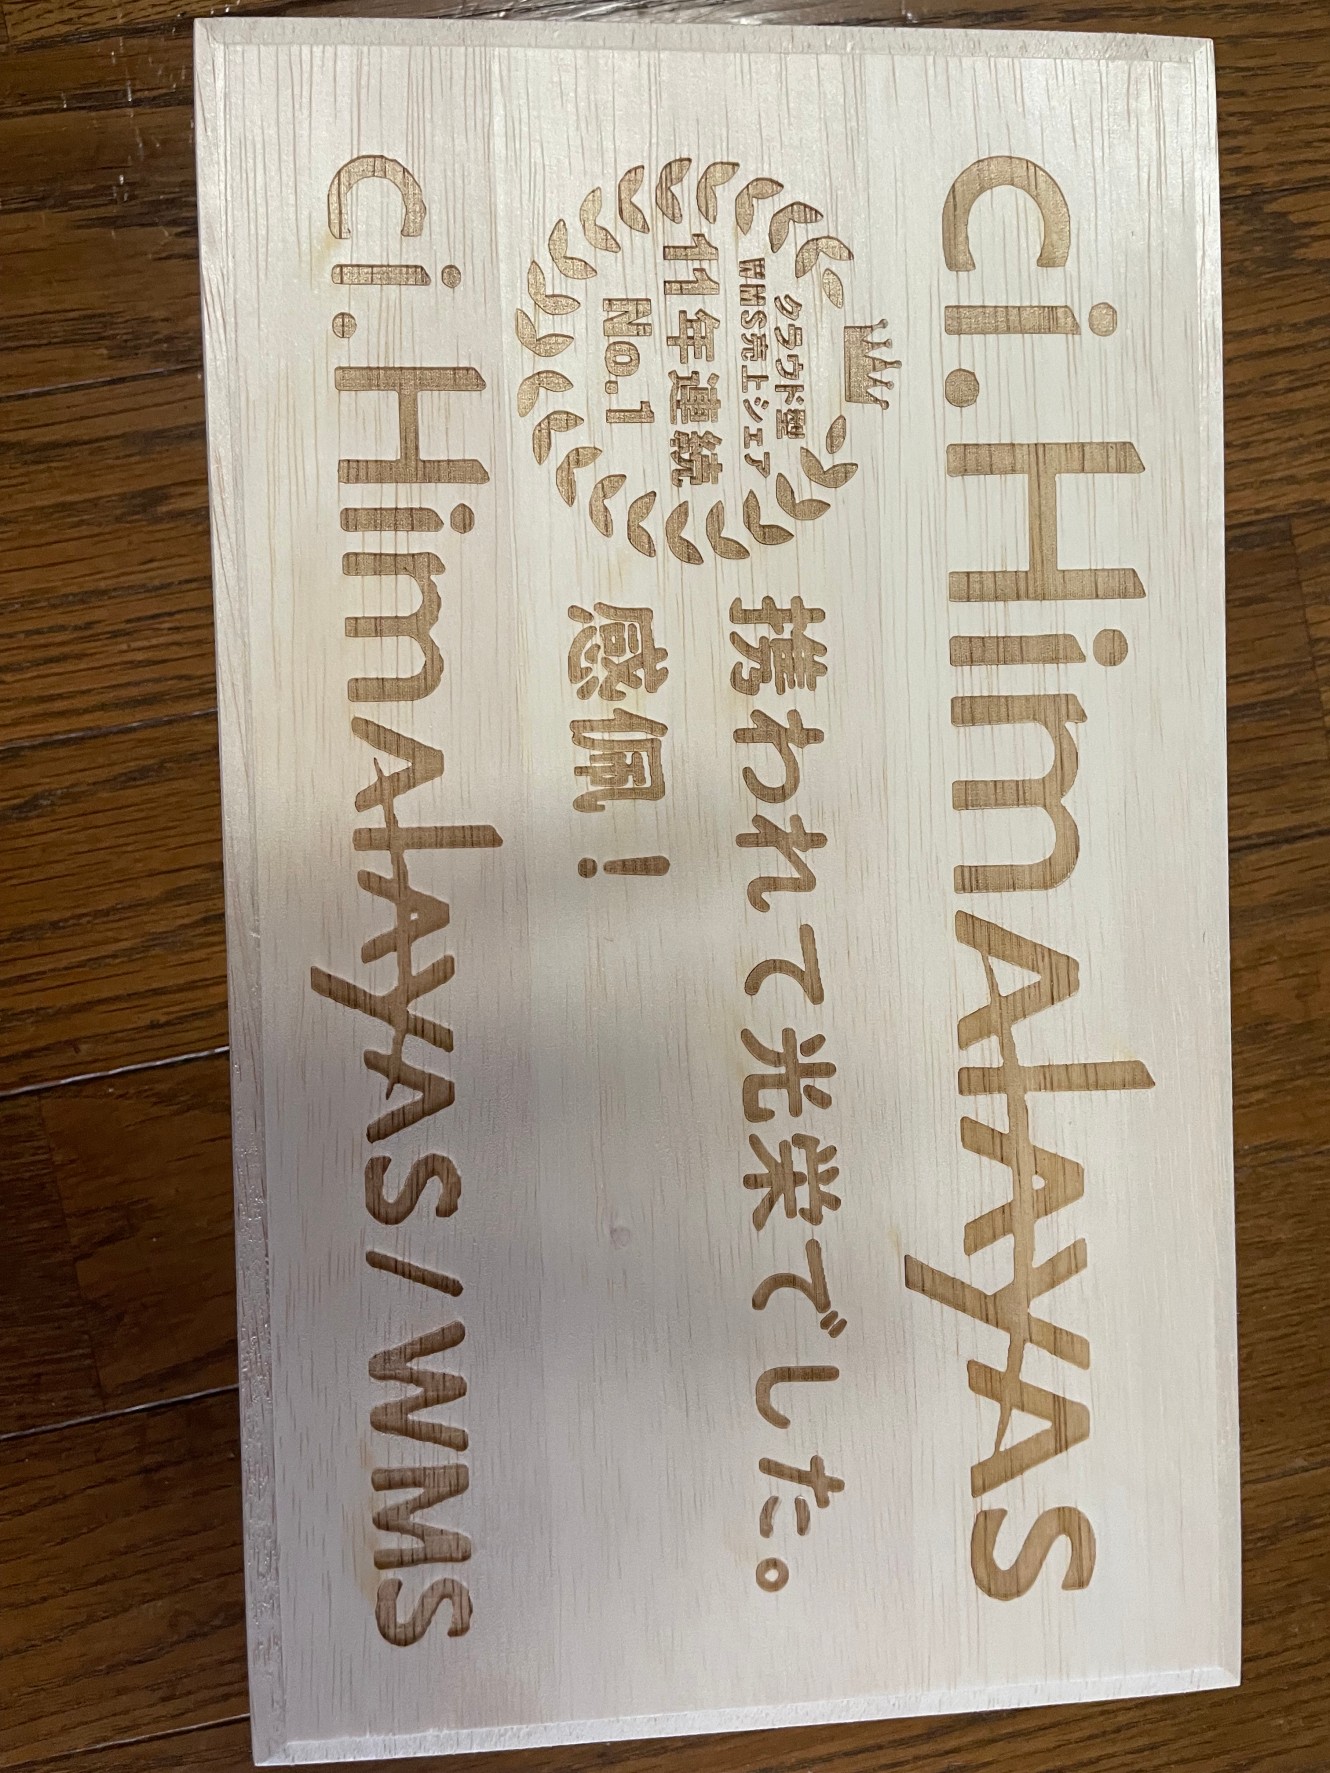 ci.Himalayas
クラウド型
WMS売上シェア
11年連続
No.1
携われて光栄でした。
感佩！
ci.Himalayas/WMS